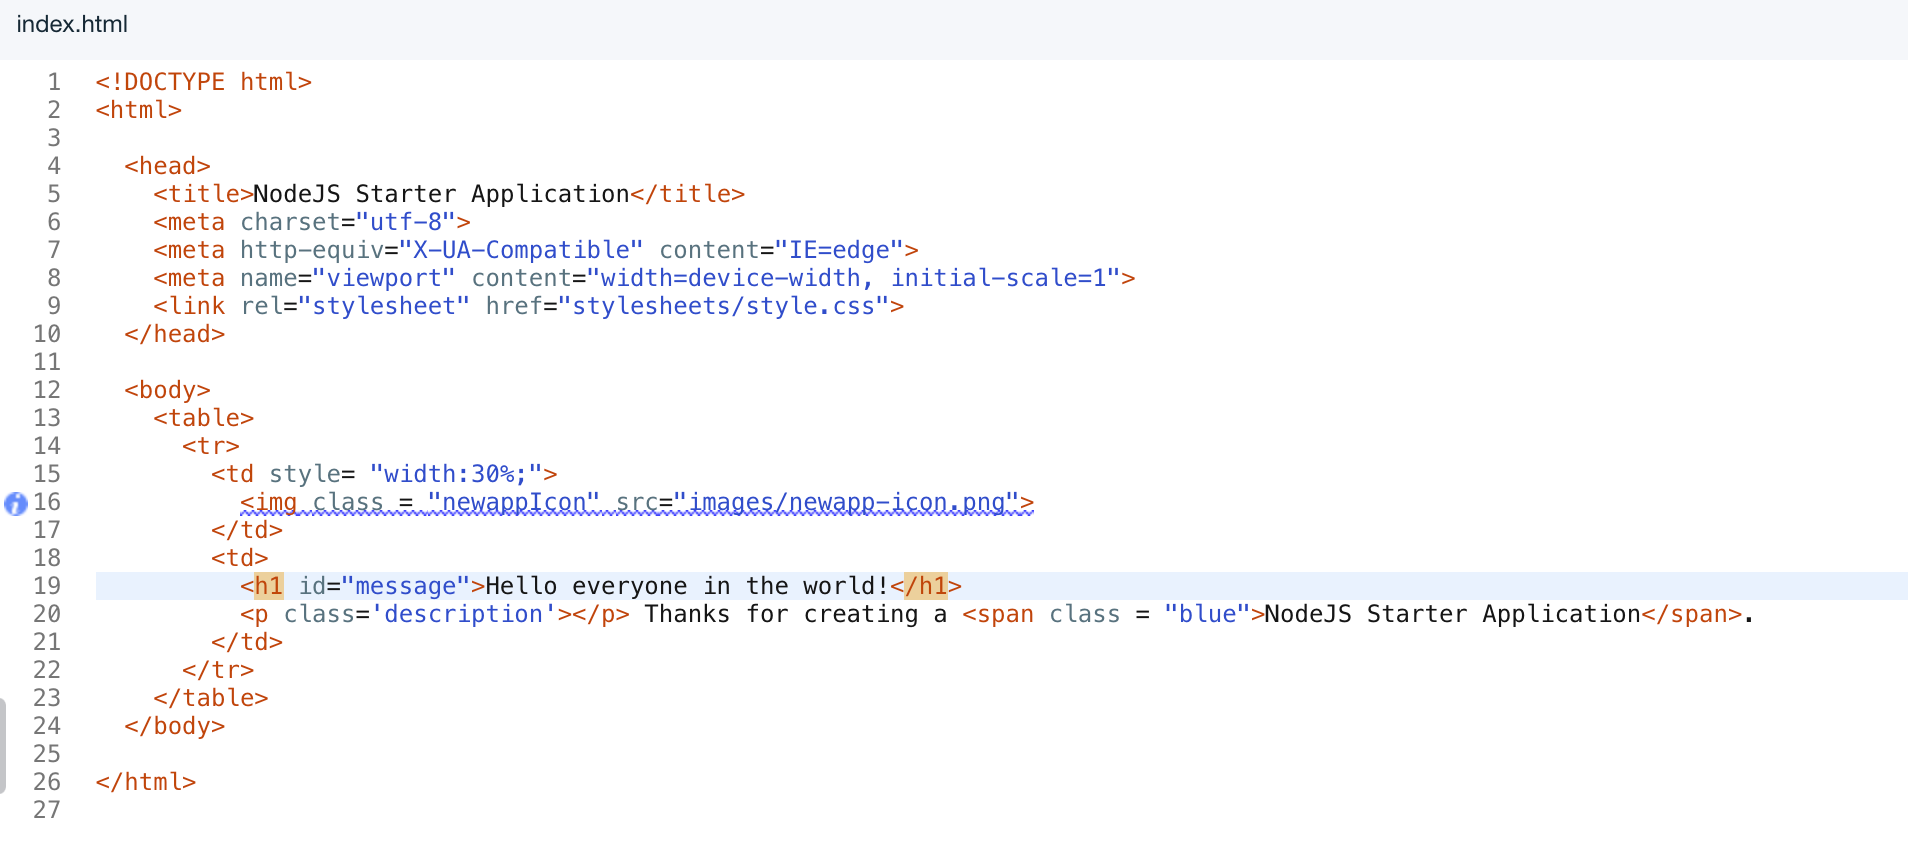 index.html
1 <!DOCTYPE html>
2 <html>
3
4   <head>
5     <title>NodeJS Starter Application</title>
6     <meta charset="utf-8">
7     <meta http-equiv="X-UA-Compatible" content="IE=edge">
8     <meta name="viewport" content="width=device-width, initial-scale=1">
9     <link rel="stylesheet" href="stylesheets/style.css">
10   </head>
11
12   <body>
13     <table>
14       <tr>
15         <td style= "width:30%;">
i 16           <img class = "newappIcon" src="images/newapp-icon.png">
17         </td>
18         <td>
19           <h1 id="message">Hello everyone in the world!</h1>
20           <p class='description'></p> Thanks for creating a <span class = "blue">NodeJS Starter Application</span>.
21         </td>
22       </tr>
23     </table>
24   </body>
25
26 </html>
27